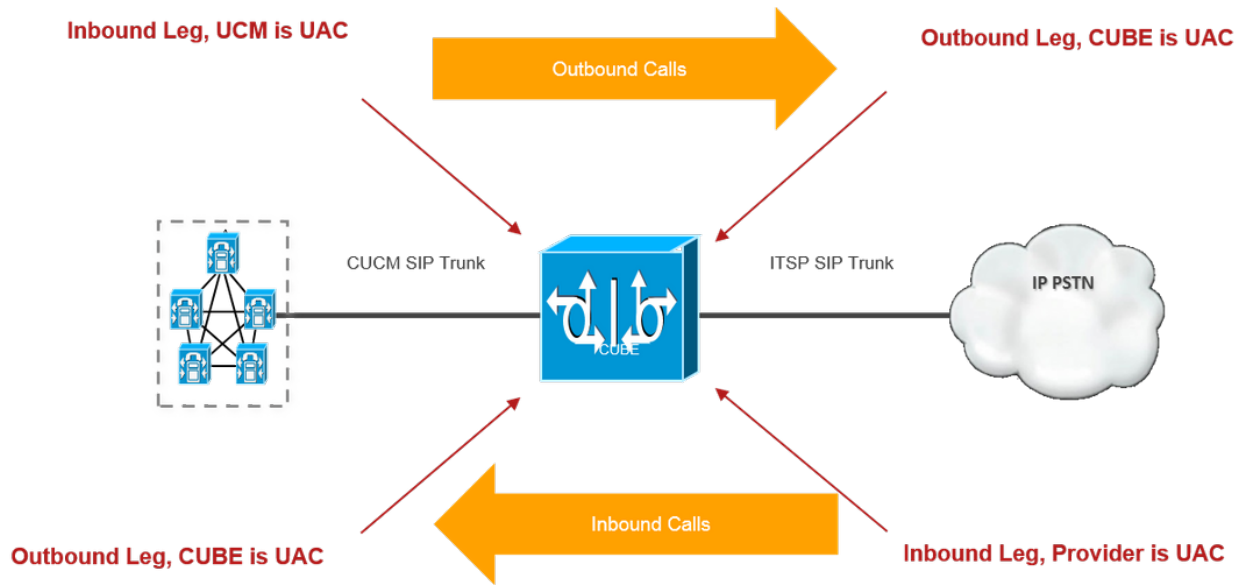 Inbound Leg, UCM is UAC
Outbound Leg, CUBE is UAC
Outbound Calls
CUCM SIP Trunk
ITSP SIP Trunk
IP PSTN
CUBE
Inbound Calls
Outbound Leg, CUBE is UAC
Inbound Leg, Provider is UAC